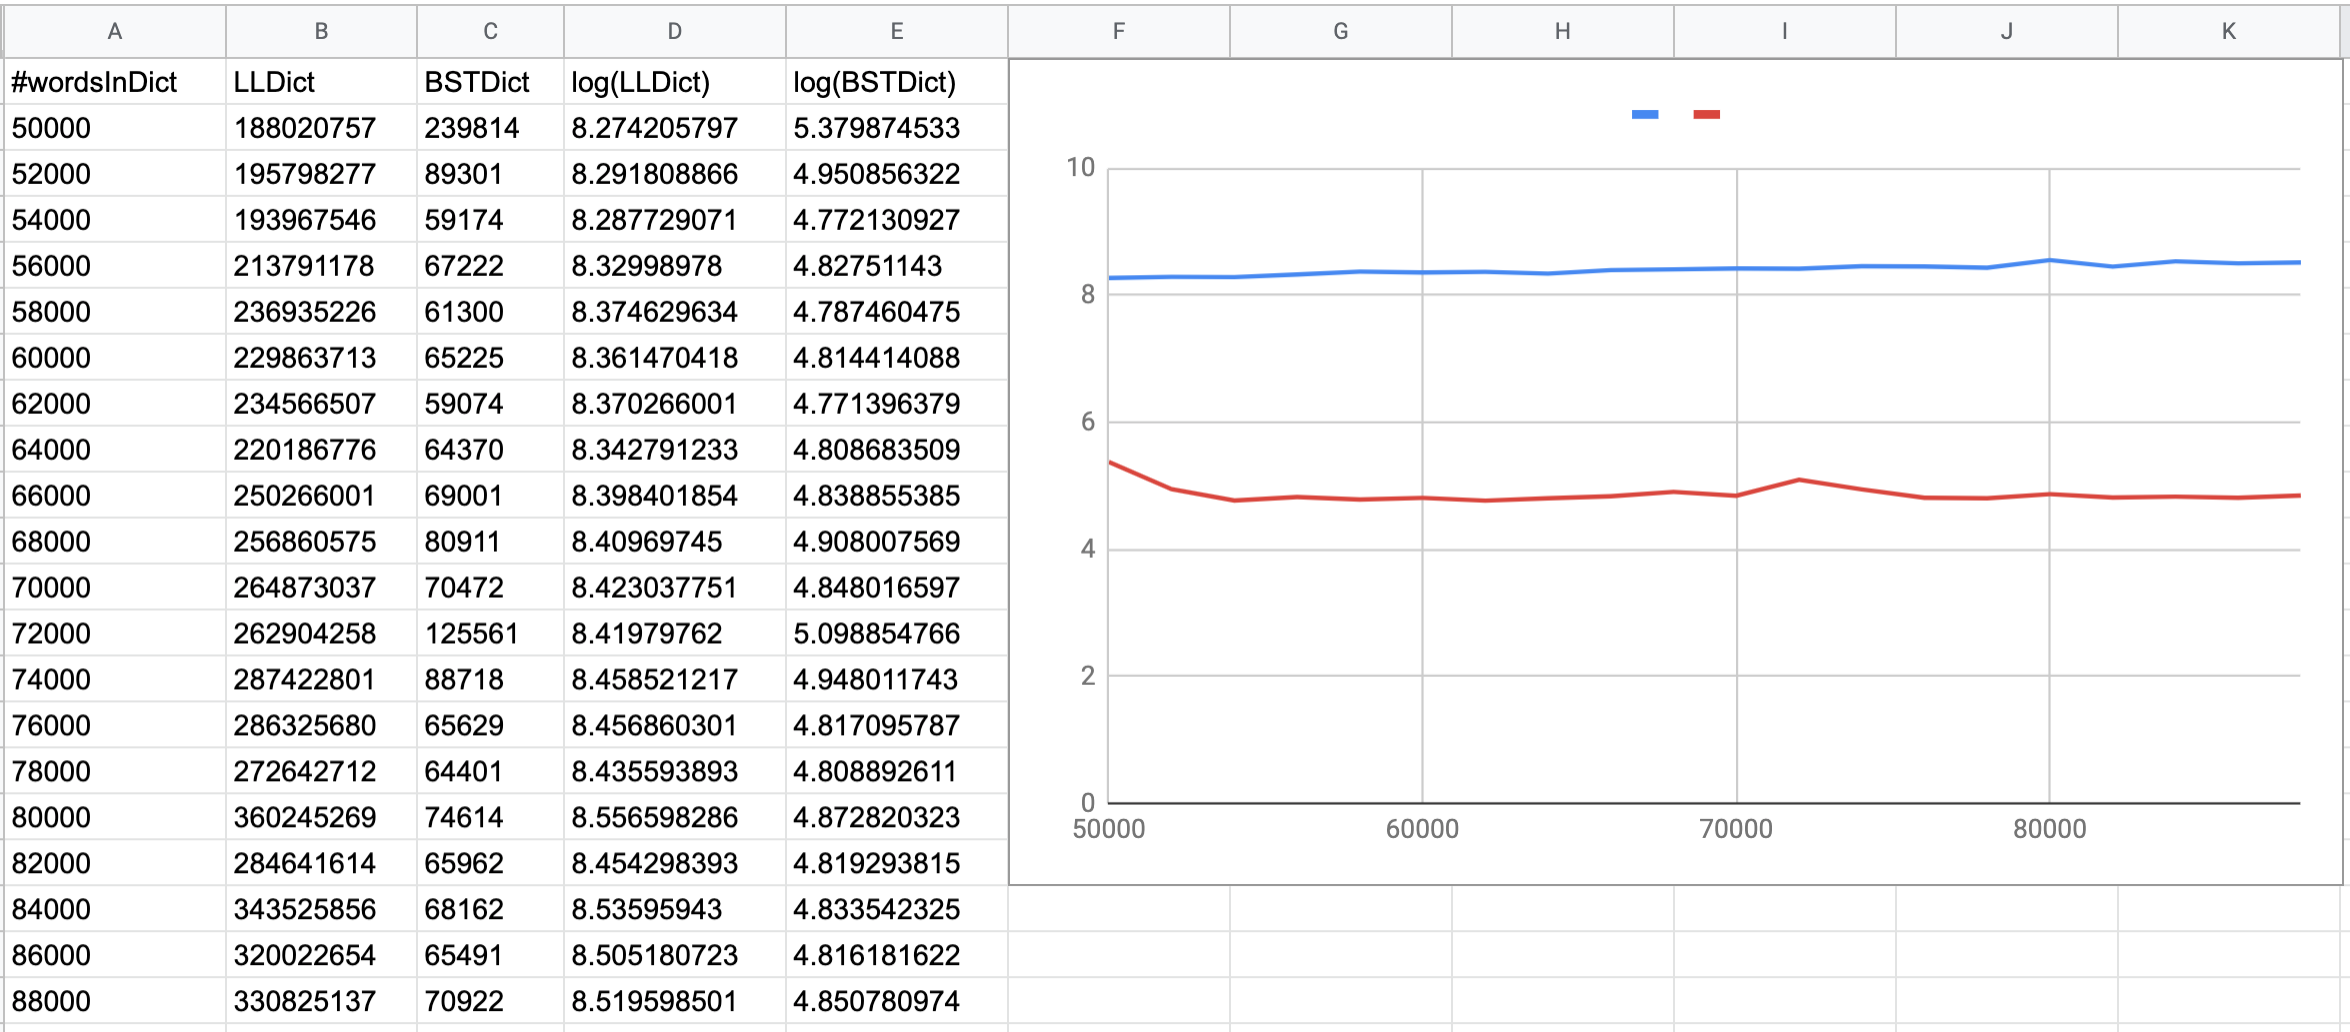 A B C D E F G H I J K
#wordsInDict LLDict BSTDict log(LLDict) log(BSTDict)
50000 188020757 239814 8.274205797 5.379874533
52000 195798277 89301 8.291808866 4.950856322
54000 193967546 59174 8.287729071 4.772130927
56000 213791178 67222 8.32998978 4.82751143
58000 236935226 61300 8.374629634 4.787460475
60000 229863713 65225 8.361470418 4.814414088
62000 234566507 59074 8.370266001 4.771396379
64000 220186776 64370 8.342791233 4.808683509
66000 250266001 69001 8.398401854 4.838855385
68000 256860575 80911 8.40969745 4.908007569
70000 264873037 70472 8.423037751 4.848016597
72000 262904258 125561 8.41979762 5.098854766
74000 287422801 88718 8.458521217 4.948011743
76000 286325680 65629 8.456860301 4.817095787
78000 272642712 64401 8.435593893 4.808892611
80000 360245269 74614 8.556598286 4.872820323
82000 284641614 65962 8.454298393 4.819293815
84000 343525856 68162 8.53595943 4.833542325
86000 320022654 65491 8.505180723 4.816181622
88000 330825137 70922 8.519598501 4.850780974
10
8
6
4
2
0
50000 60000 70000 80000